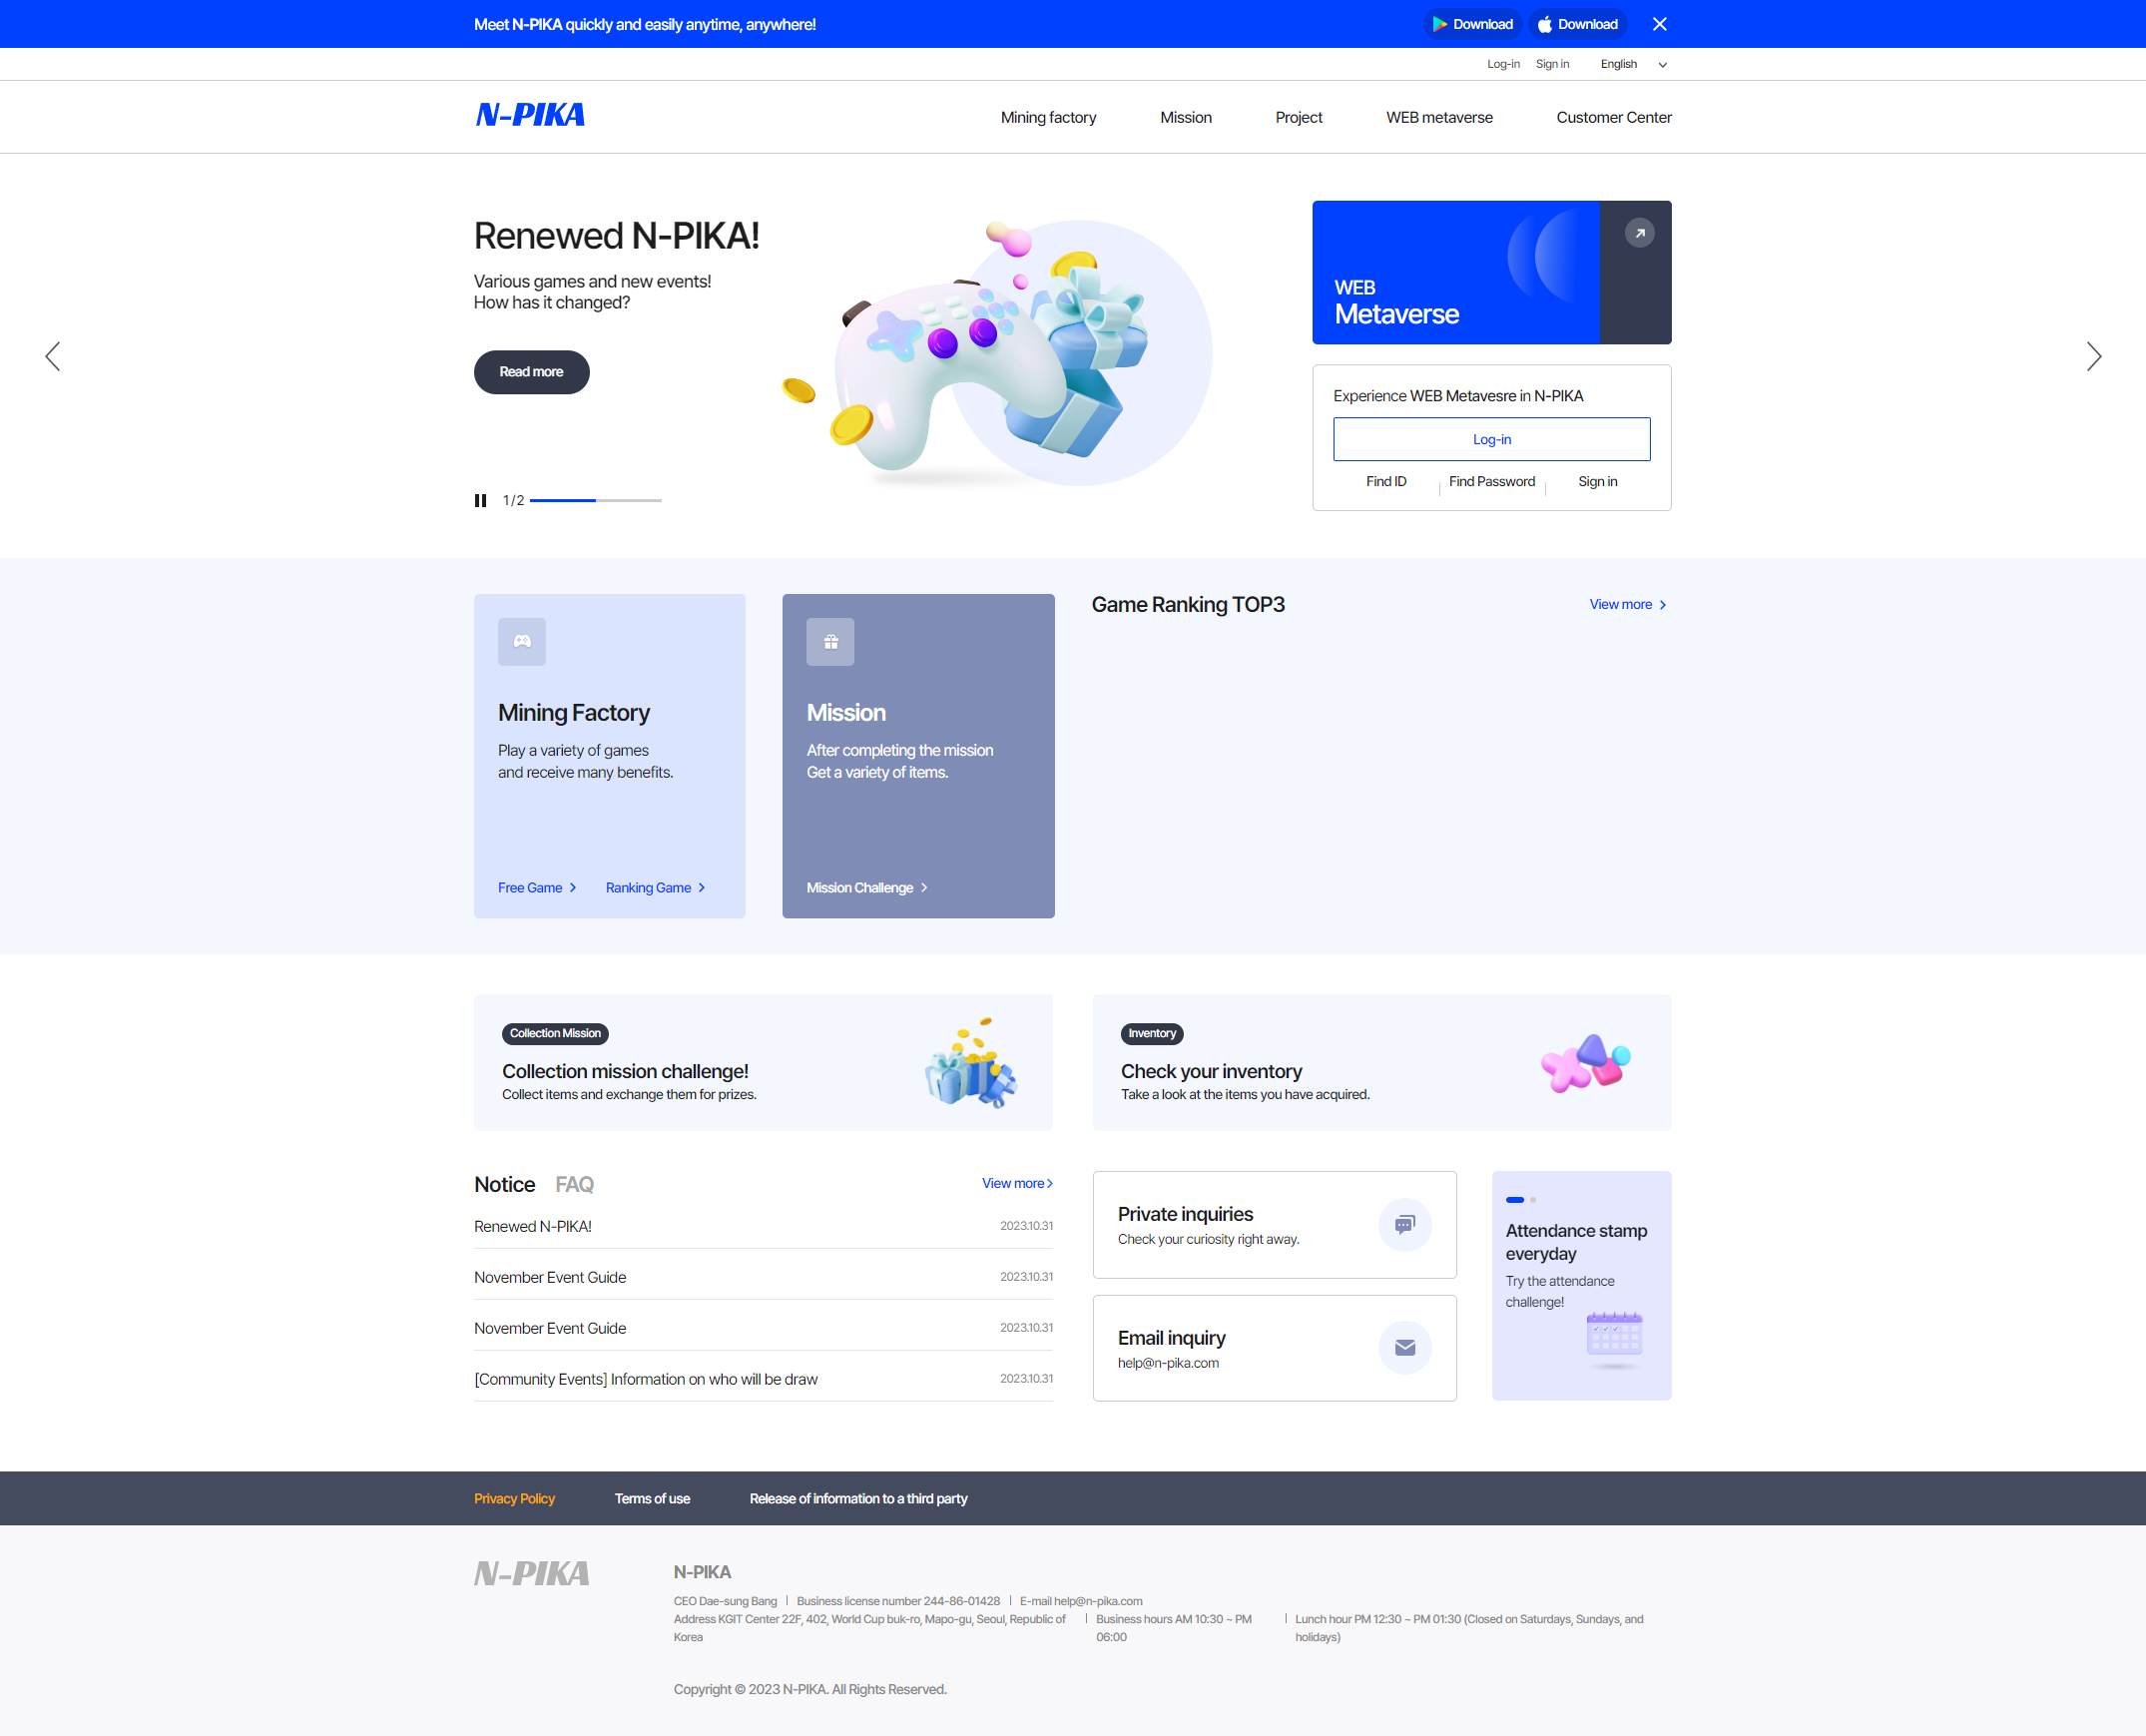 Meet N-PIKA quickly and easily anytime, anywhere!
Download
Download
Log-in
Sign in
English
N-PIKA
Mining factory
Mission
Project
WEB metaverse
Customer Center
Renewed N-PIKA!
Various games and new events!
How has it changed?
Read more
1 / 2
WEB
Metaverse
Experience WEB Metavesre in N-PIKA
Log-in
Find ID
Find Password
Sign in
Mining Factory
Play a variety of games
and receive many benefits.
Free Game
Ranking Game
Mission
After completing the mission
Get a variety of items.
Mission Challenge
Game Ranking TOP3
View more
Collection Mission
Collection mission challenge!
Collect items and exchange them for prizes.
Inventory
Check your inventory
Take a look at the items you have acquired.
Notice
FAQ
View more
Renewed N-PIKA!
2023.10.31
November Event Guide
2023.10.31
November Event Guide
2023.10.31
[Community Events] Information on who will be draw
2023.10.31
Private inquiries
Check your curiosity right away.
Email inquiry
help@n-pika.com
Attendance stamp
everyday
Try the attendance
challenge!
Privacy Policy
Terms of use
Release of information to a third party
N-PIKA
N-PIKA
CEO Dae-sung Bang
Business license number 244-86-01428
E-mail help@n-pika.com
Address KGIT Center 22F, 402, World Cup buk-ro, Mapo-gu, Seoul, Republic of
Korea
Business hours AM 10:30 ~ PM
06:00
Lunch hour PM 12:30 ~ PM 01:30 (Closed on Saturdays, Sundays, and
holidays)
Copyright © 2023 N-PIKA. All Rights Reserved.